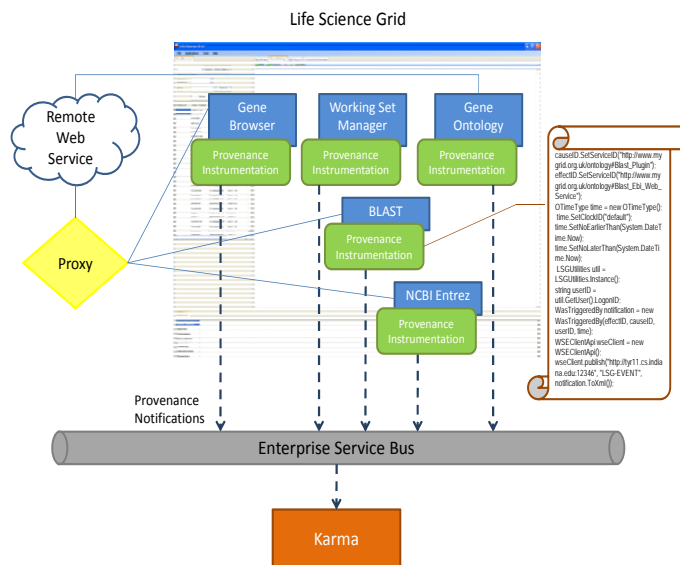 Life Science Grid
Remote
Web
Service
Gene
Browser
Working Set
Manager
Gene
Ontology
Provenance
Instrumentation
Provenance
Instrumentation
Provenance
Instrumentation
BLAST
Provenance
Instrumentation
Proxy
NCBI Entrez
Provenance
Instrumentation
causeID.SetServiceID("http://www.my
grid.org.uk/ontology#Blast_Plugin");
effectID.SetServiceID("http://www.my
grid.org.uk/ontology#Blast_Ebi_Web_
Service");
OTimeType time = new OTimeType();
time.SetClockID("default");
time.SetNoEarlierThan(System.DateT
ime.Now);
time.SetNoLaterThan(System.DateTi
me.Now);
LSGUtilities util =
LSGUtilities.Instance();
string userID =
util.GetUser().LogonID;
WasTriggeredBy notification = new
WasTriggeredBy(effectID, causeID,
userID, time);
WSEClientApi wseClient = new
WSEClientApi();
wseClient.publish("http://tyr11.cs.india
na.edu:12346", "LSG-EVENT",
notification.ToXml());
Provenance
Notifications
Enterprise Service Bus
Karma